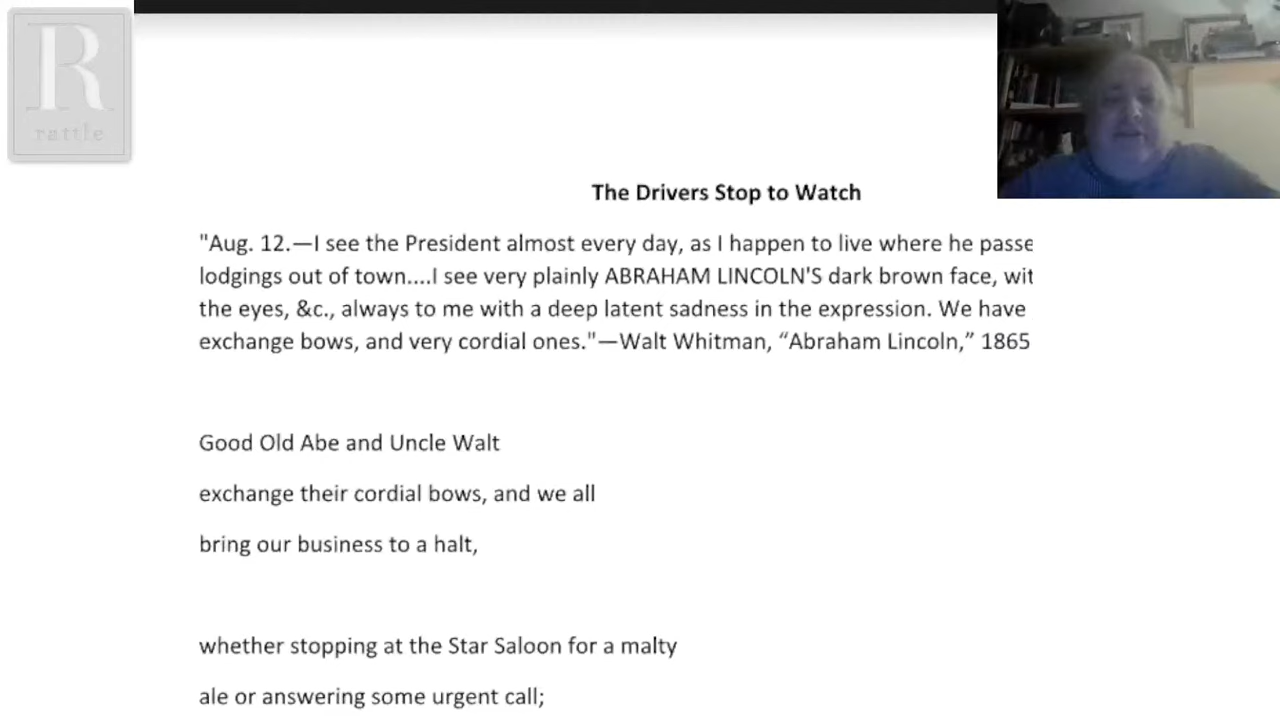 R
rattle
The Drivers Stop to Watch
"Aug. 12.—I see the President almost every day, as I happen to live where he passe
lodgings out of town....I see very plainly ABRAHAM LINCOLN'S dark brown face, wit
the eyes, &c., always to me with a deep latent sadness in the expression. We have
exchange bows, and very cordial ones."—Walt Whitman, “Abraham Lincoln,” 1865
Good Old Abe and Uncle Walt
exchange their cordial bows, and we all
bring our business to a halt,
whether stopping at the Star Saloon for a malty
ale or answering some urgent call;